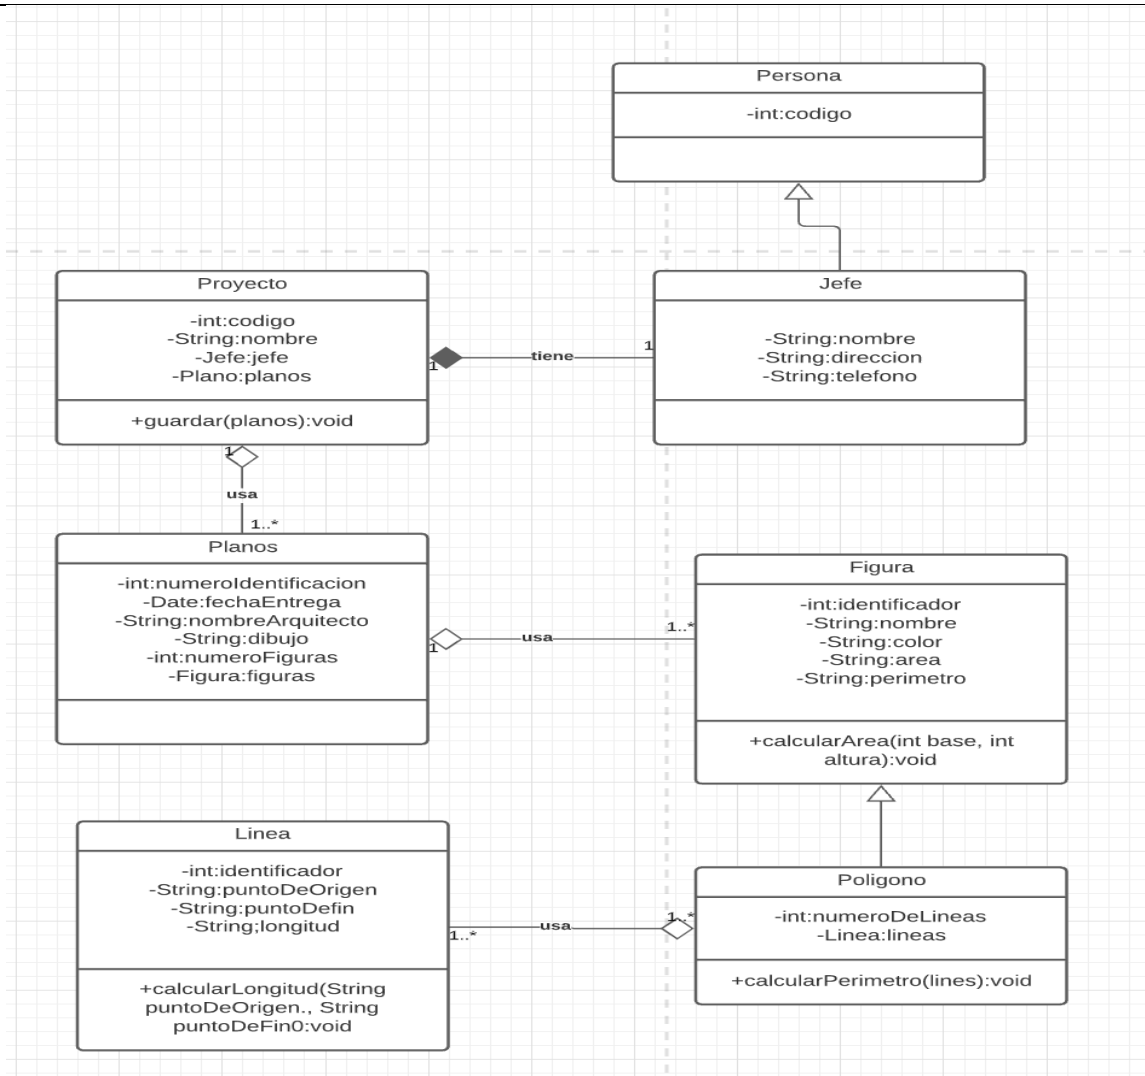 Persona
-int:codigo
Proyecto
-int:codigo
-String:nombre
-Jefe:jefe
-Plano:planos
+guardar(planos):void
1
tiene
1
Jefe
-String:nombre
-String:direccion
-String:telefono
1
usa
1..*
Planos
-int:numeroIdentificacion
-Date:fechaEntrega
-String:nombreArquitecto
-String:dibujo
-int:numeroFiguras
-Figura:figuras
1
usa
1..*
Figura
-int:identificador
-String:nombre
-String:color
-String:area
-String:perimetro
+calcularArea(int base, int
altura):void
Linea
-int:identificador
-String:puntoDeOrigen
-String:puntoDefin
-String;longitud
+calcularLongitud(String
puntoDeOrigen., String
puntoDeFin0:void
1..*
usa
1..*
Poligono
-int:numeroDeLineas
-Linea:lineas
+calcularPerimetro(lines):void